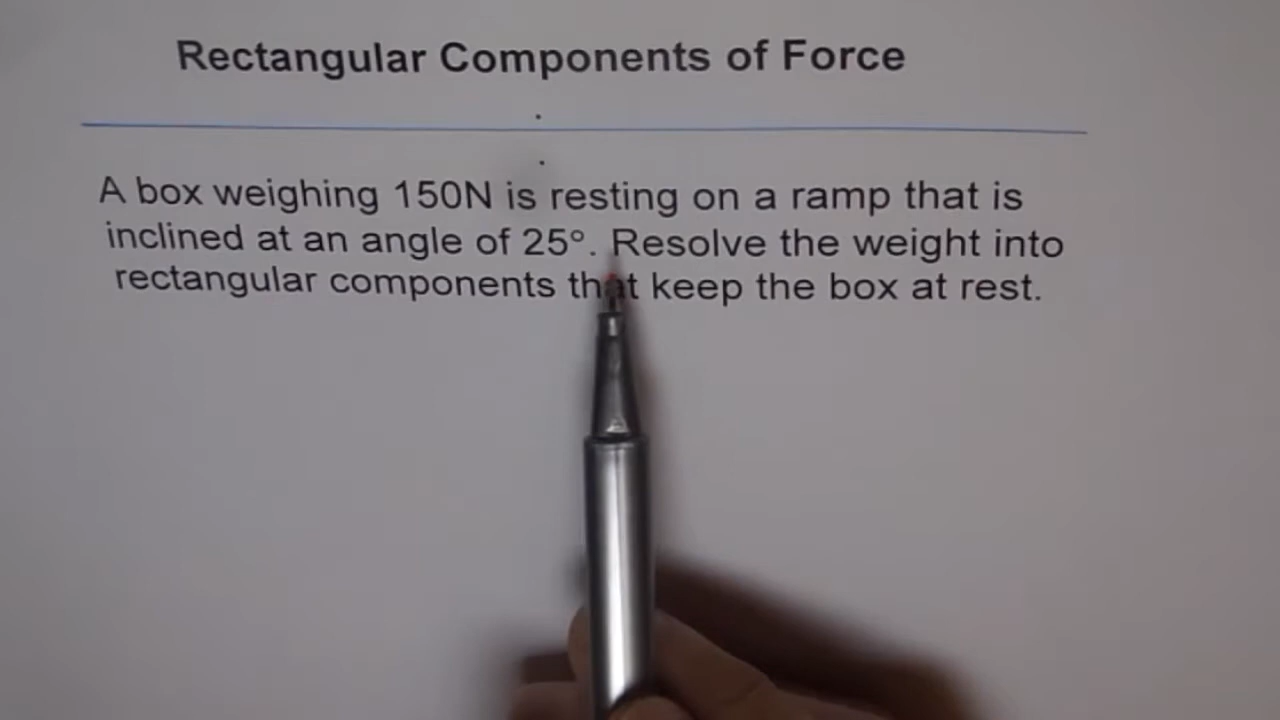 Rectangular Components of Force
A box weighing 150N is resting on a ramp that is
inclined at an angle of 25°. Resolve the weight into
rectangular components that keep the box at rest.